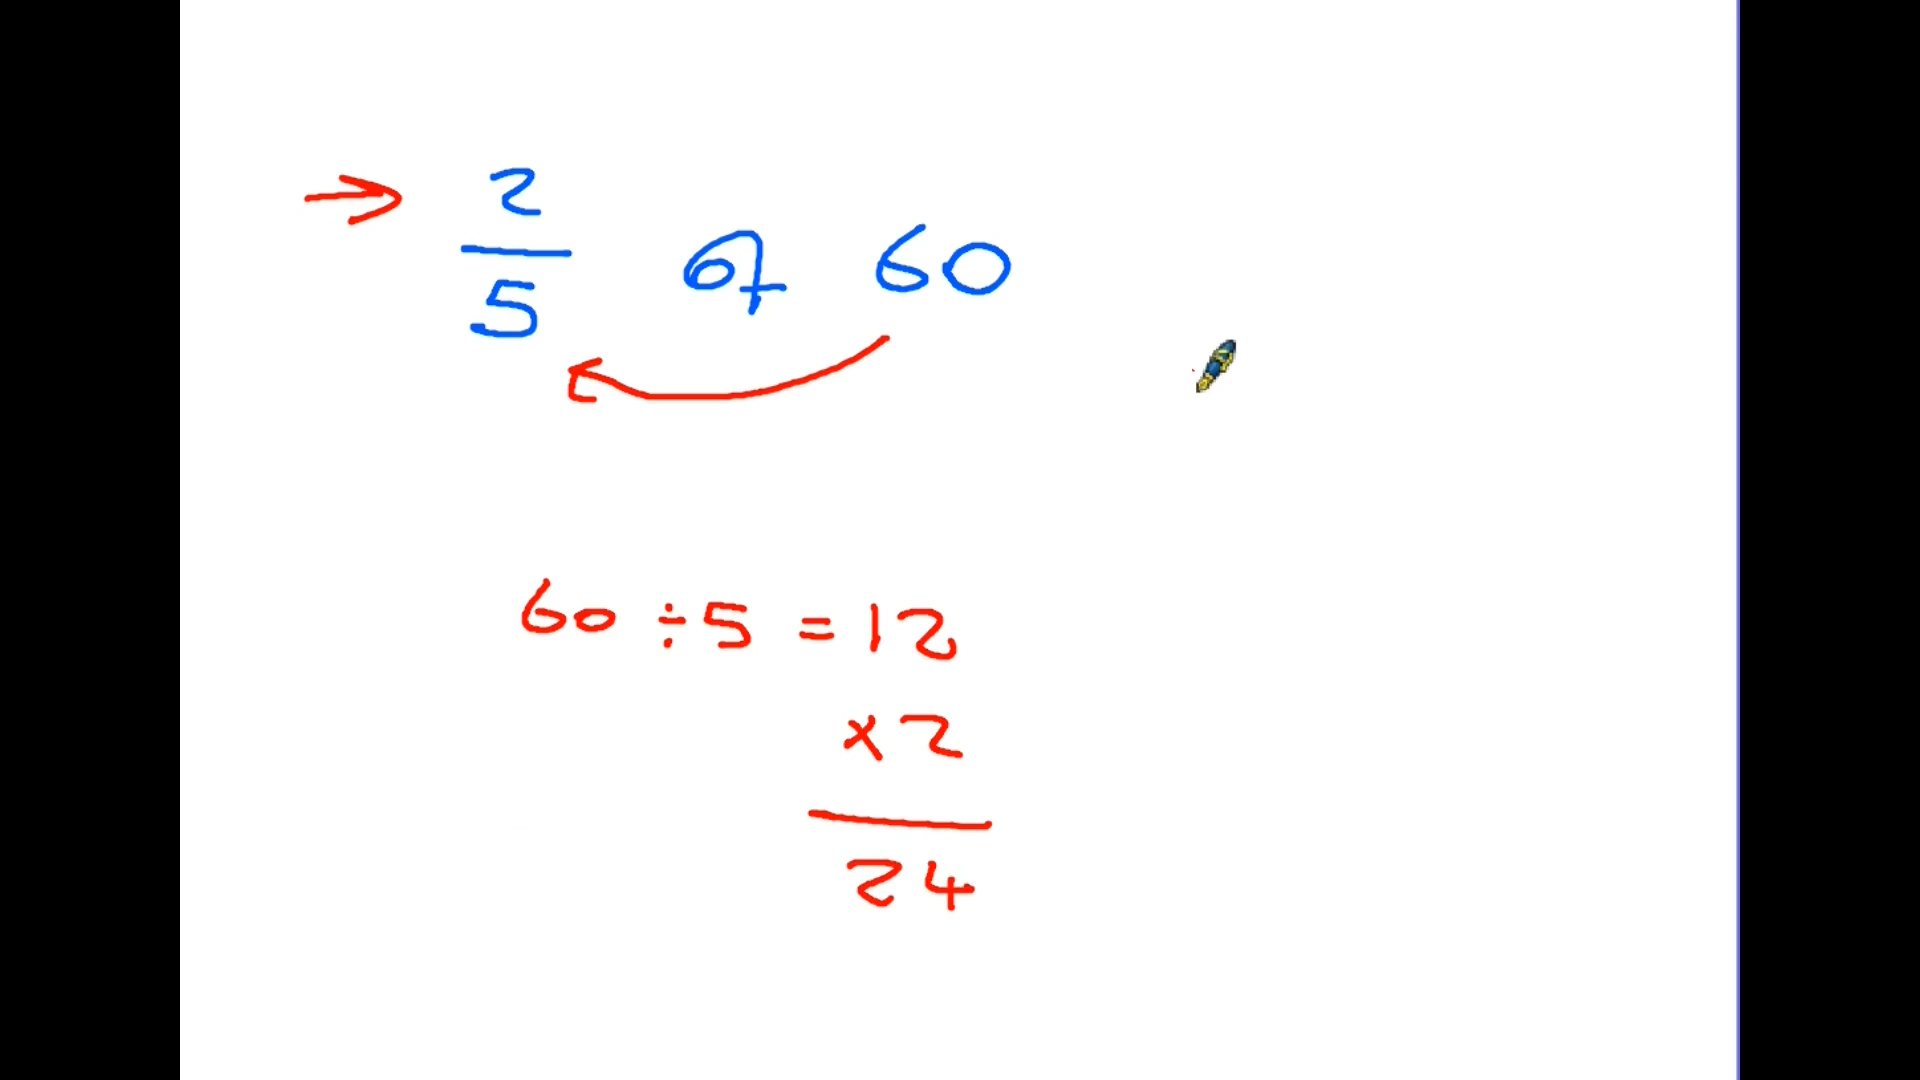 → 2/5 of 60
60 ÷ 5 = 12
× 2
24